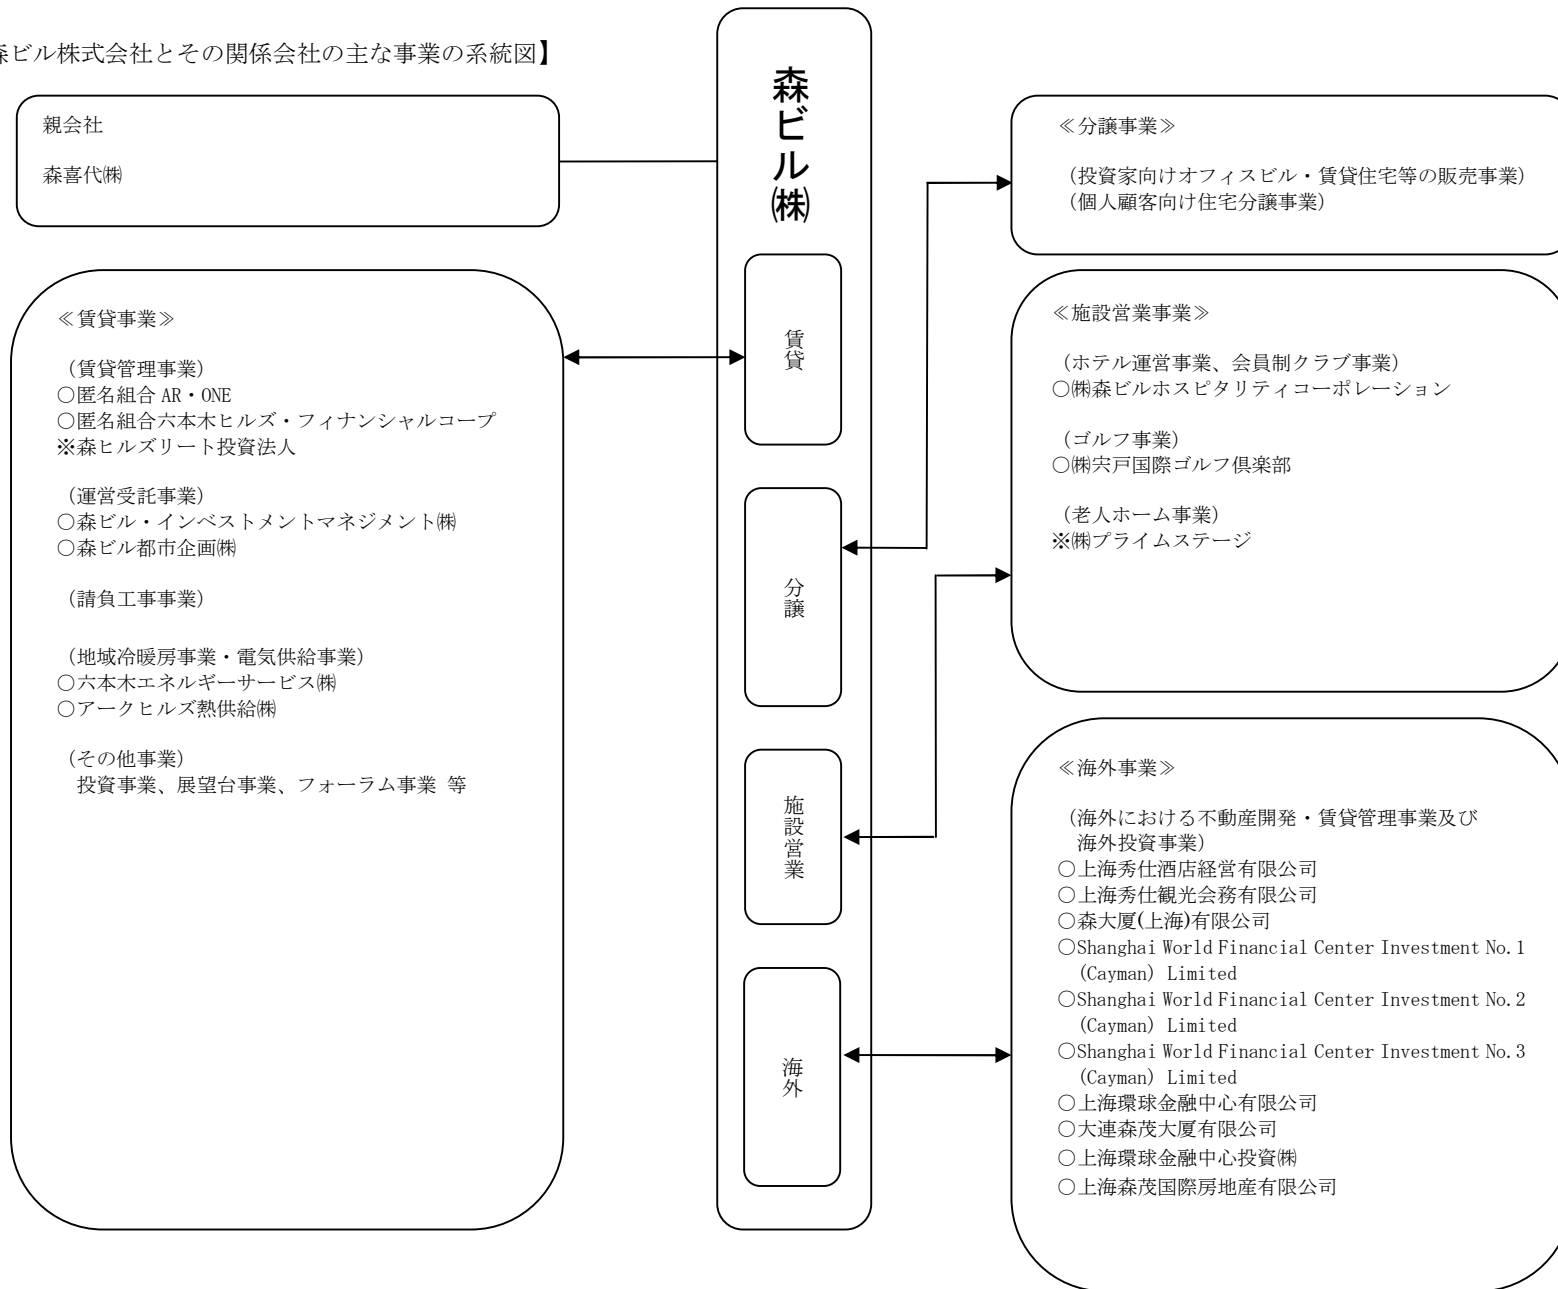 森ビル株式会社とその関係会社の主な事業の系統図】
親会社
森喜代㈱
≪賃貸事業≫
（賃貸管理事業）
○匿名組合 AR・ONE
○匿名組合六本木ヒルズ・フィナンシャルコープ
※森ヒルズリート投資法人
（運営受託事業）
○森ビル・インベストメントマネジメント㈱
○森ビル都市企画㈱
（請負工事事業）
（地域冷暖房事業・電気供給事業）
○六本木エネルギーサービス㈱
○アークヒルズ熱供給㈱
（その他事業）
投資事業、展望台事業、フォーラム事業 等
森ビル㈱
賃貸
分譲
施設営業
海外
≪分譲事業≫
（投資家向けオフィスビル・賃貸住宅等の販売事業）
（個人顧客向け住宅分譲事業）
≪施設営業事業≫
（ホテル運営事業、会員制クラブ事業）
○㈱森ビルホスピタリティコーポレーション
（ゴルフ事業）
○㈱宍戸国際ゴルフ倶楽部
（老人ホーム事業）
※㈱プライムステージ
≪海外事業≫
（海外における不動産開発・賃貸管理事業及び
海外投資事業）
○上海秀仕酒店経営有限公司
○上海秀仕観光会務有限公司
○森大厦(上海)有限公司
○Shanghai World Financial Center Investment No.1
(Cayman) Limited
○Shanghai World Financial Center Investment No.2
(Cayman) Limited
○Shanghai World Financial Center Investment No.3
(Cayman) Limited
○上海環球金融中心有限公司
○大連森茂大厦有限公司
○上海環球金融中心投資㈱
○上海森茂国際房地産有限公司